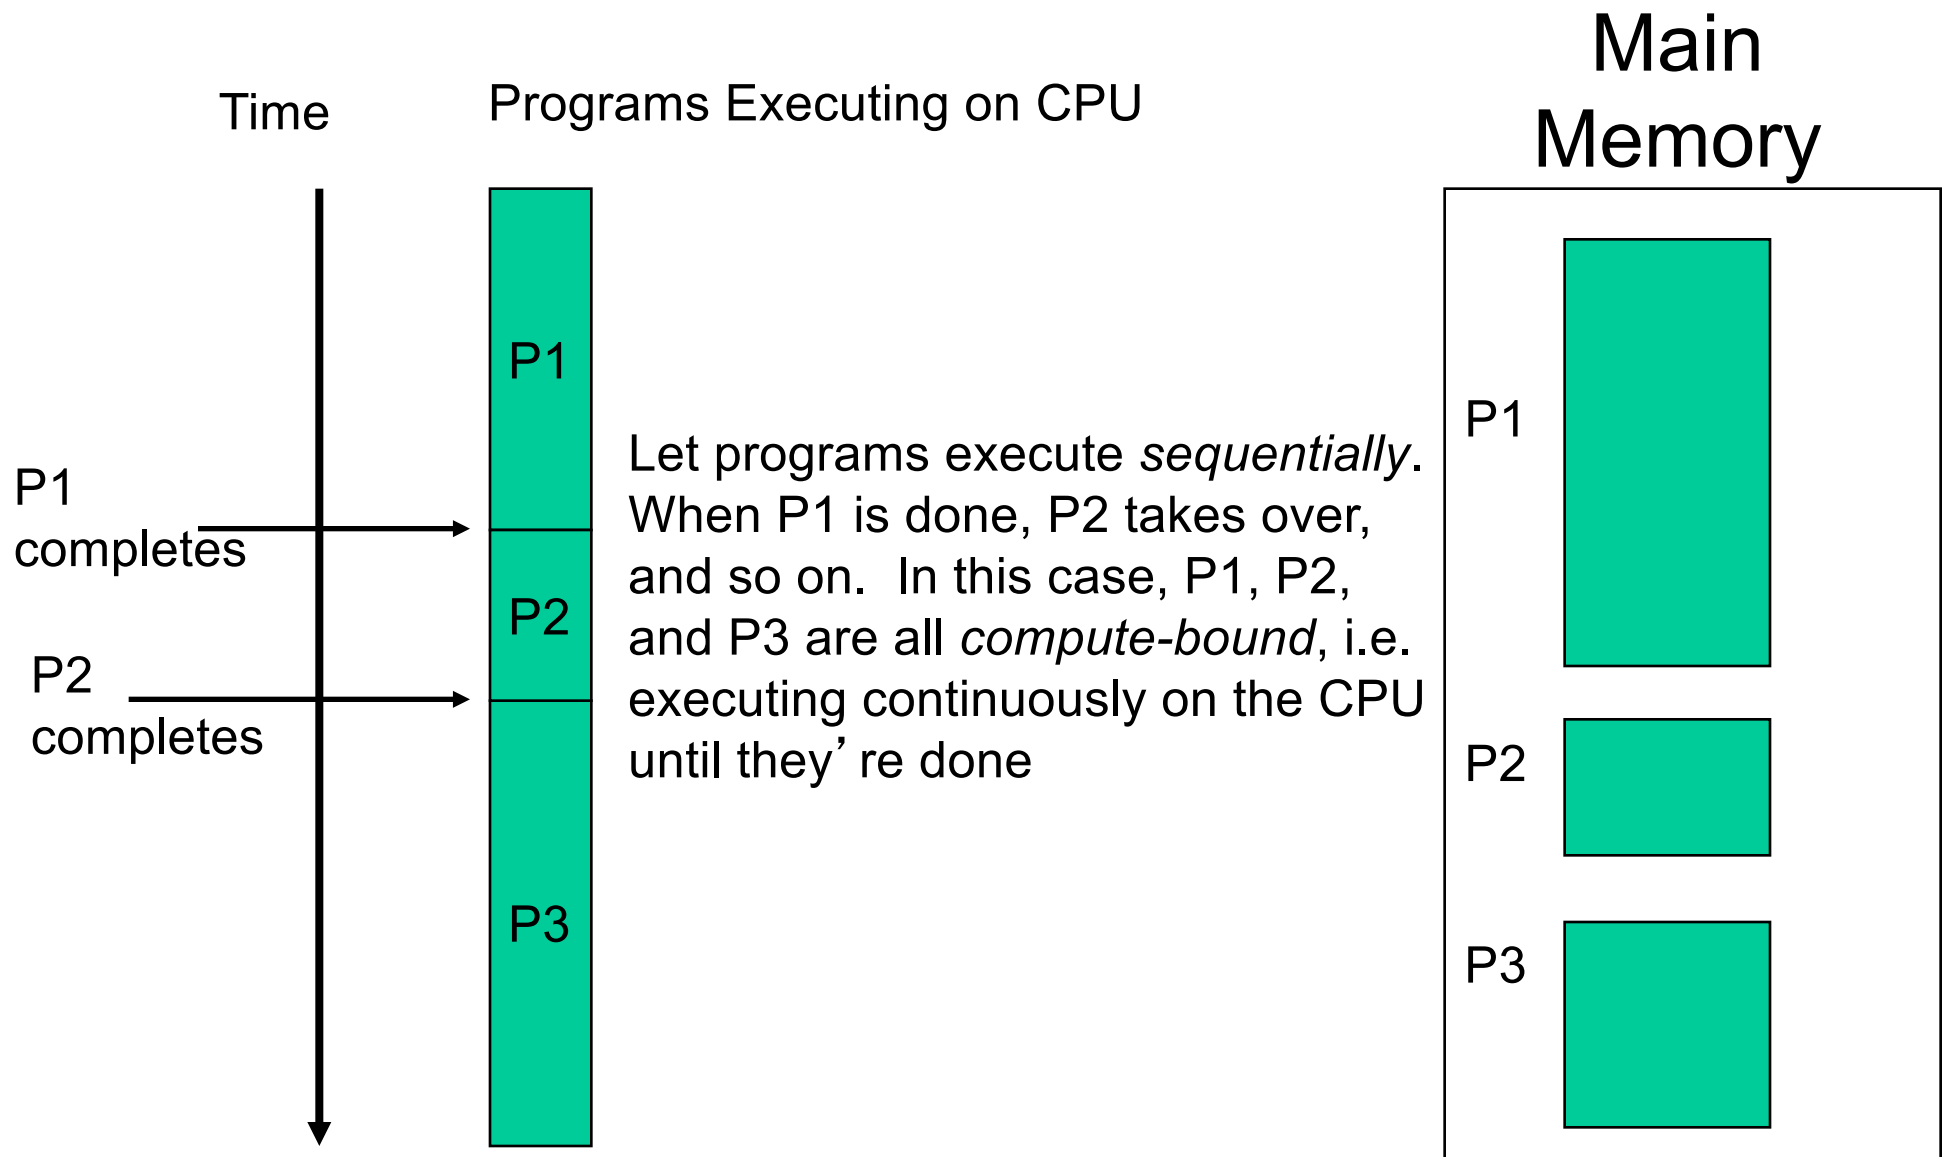 Main
Memory
Time
Programs Executing on CPU
P1
P2
P3
P1
completes
P2
completes
Let programs execute sequentially.
When P1 is done, P2 takes over,
and so on.  In this case, P1, P2,
and P3 are all compute-bound, i.e.
executing continuously on the CPU
until they’ re done
P1
P2
P3